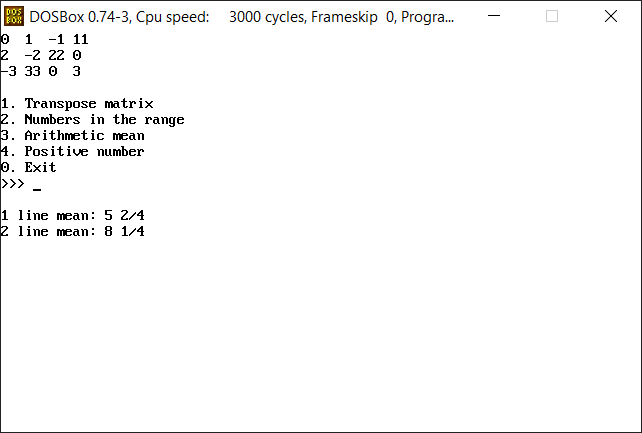 DOS BOX DOSBox 0.74-3, Cpu speed: 3000 cycles, Frameskip 0, Progra...
0 1 -1 11
2 -2 22 0
-3 33 0 3
1. Transpose matrix
2. Numbers in the range
3. Arithmetic mean
4. Positive number
0. Exit
>>> _
1 line mean: 5 2/4
2 line mean: 8 1/4